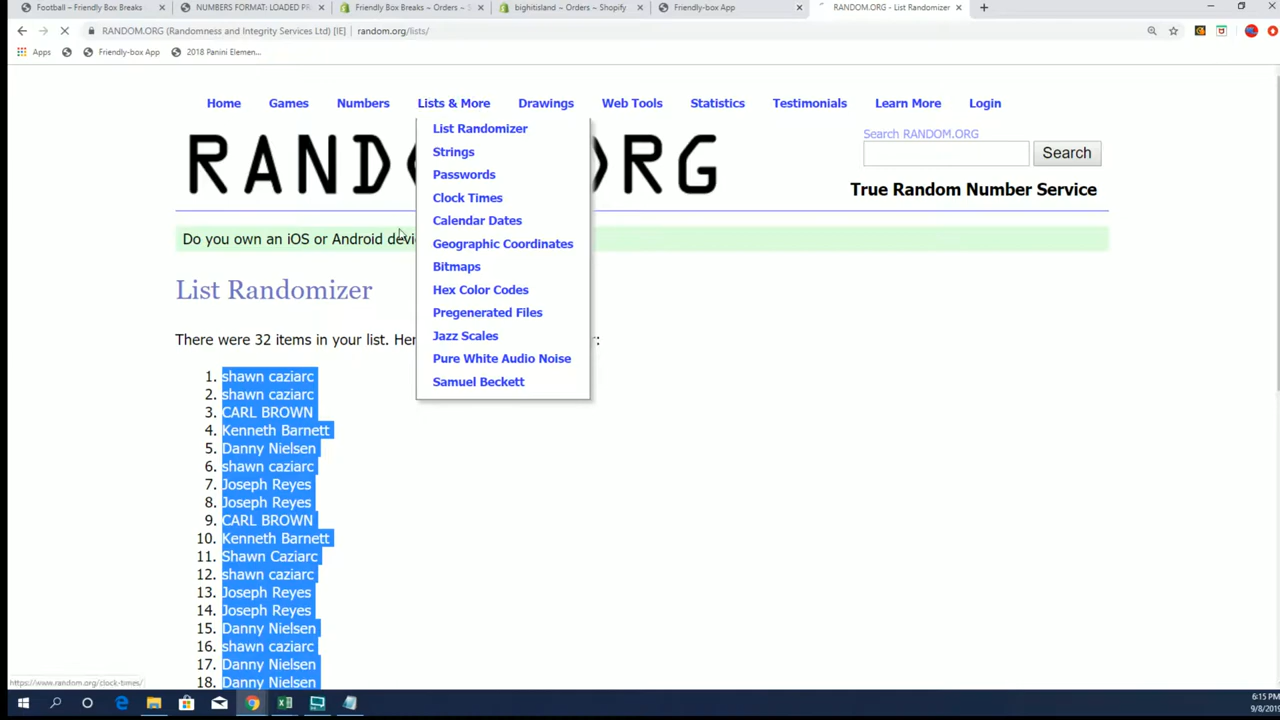 Football ~ Friendly Box Breaks
NUMBERS FORMAT: LOADED PR
Friendly Box Breaks ~ Orders ~ S
bighitisland ~ Orders ~ Shopify
Friendly-box App
RANDOM.ORG - List Randomizer
RANDOM.ORG (Randomness and Integrity Services Ltd) [IE] | random.org/lists/
Apps
Friendly-box App
2018 Panini Elemen...
Home Games Numbers Lists & More Drawings Web Tools Statistics Testimonials Learn More Login
List Randomizer
Strings
Passwords
Clock Times
Calendar Dates
Geographic Coordinates
Bitmaps
Hex Color Codes
Pregenerated Files
Jazz Scales
Pure White Audio Noise
Samuel Beckett
Search RANDOM.ORG
Search
True Random Number Service
Do you own an iOS or Android
List Randomizer
There were 32 items in your list.
1. shawn caziarc
2. shawn caziarc
3. CARL BROWN
4. Kenneth Barnett
5. Danny Nielsen
6. shawn caziarc
7. Joseph Reyes
8. Joseph Reyes
9. CARL BROWN
10. Kenneth Barnett
11. Shawn Caziarc
12. shawn caziarc
13. Joseph Reyes
14. Joseph Reyes
15. Danny Nielsen
16. shawn caziarc
17. Danny Nielsen
18. Danny Nielsen
https://www.random.org/clock-times/
6:15 PM